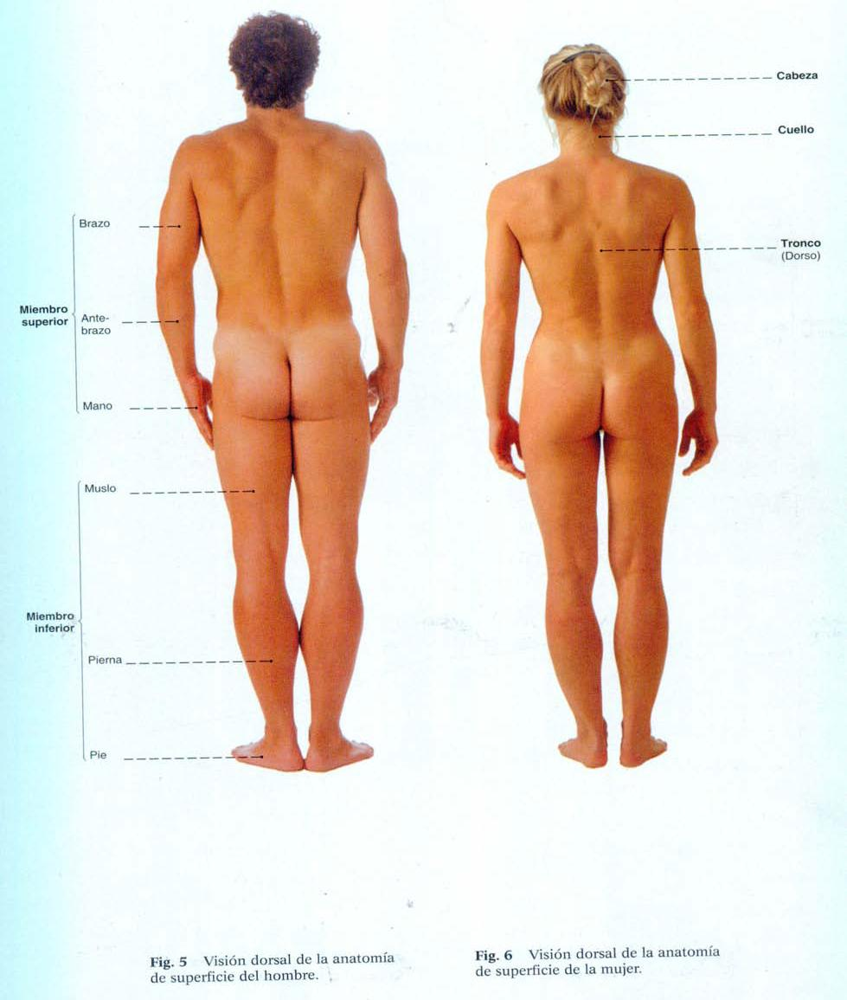 Cabeza
Cuello
Tronco
(Dorso)
Brazo
Miembro
superior
Ante-
brazo
Mano
Muslo
Miembro
inferior
Pierna
Pie
Fig. 5 Visión dorsal de la anatomía
de superficie del hombre.
Fig. 6 Visión dorsal de la anatomía
de superficie de la mujer.